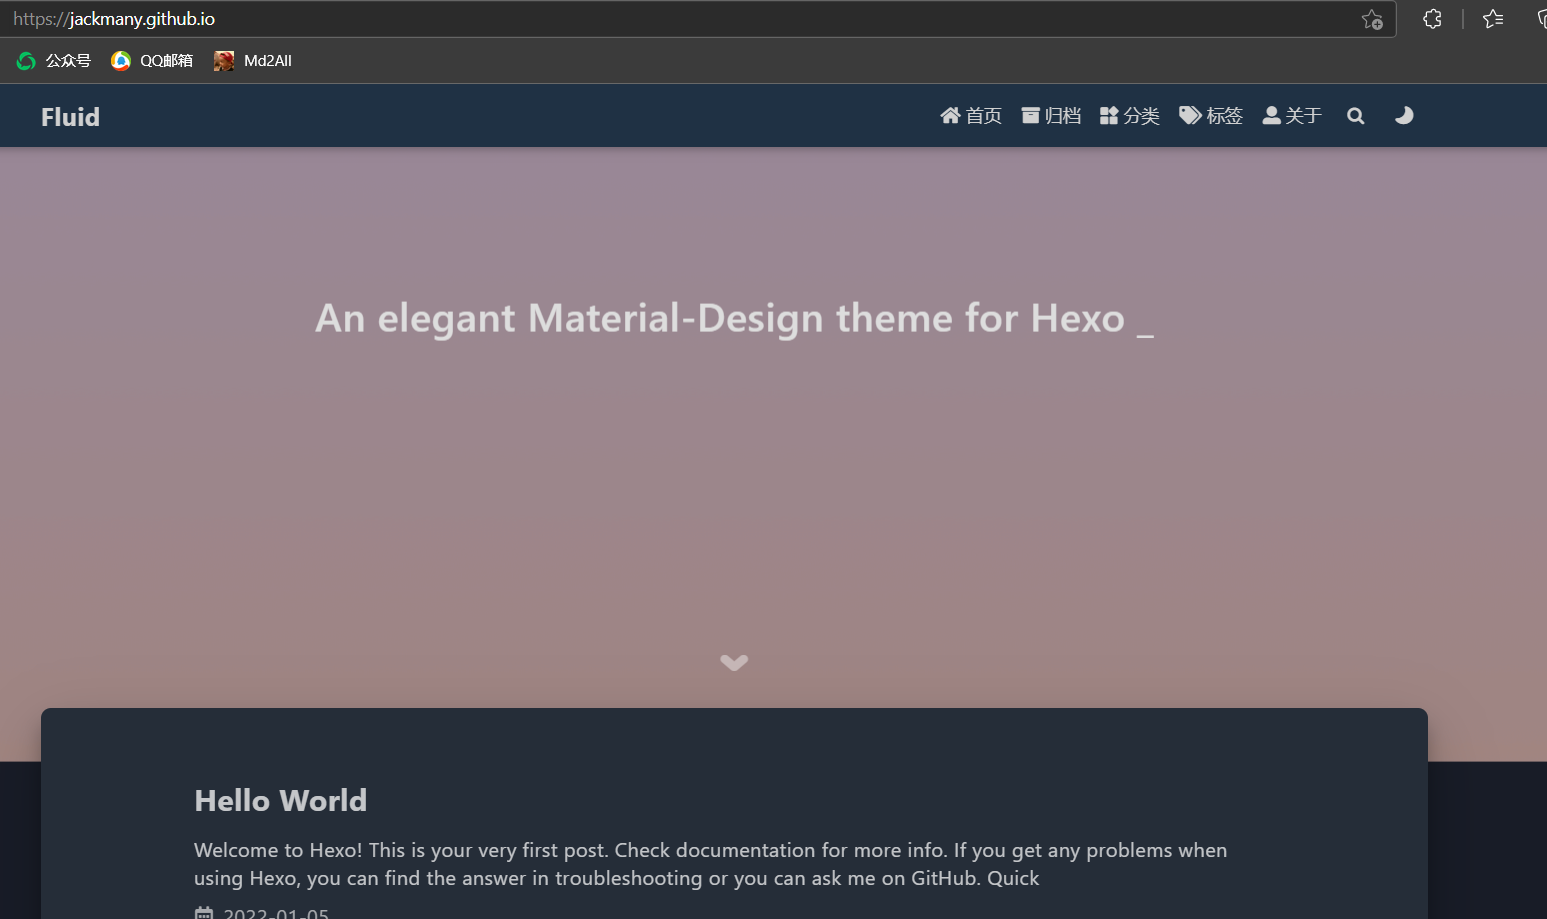 https://jackmany.github.io
公众号 QQ邮箱 Md2All
Fluid 首页 归档 分类 标签 关于
An elegant Material-Design theme for Hexo _
Hello World
Welcome to Hexo! This is your very first post. Check documentation for more info. If you get any problems when
using Hexo, you can find the answer in troubleshooting or you can ask me on GitHub. Quick
2022-01-05